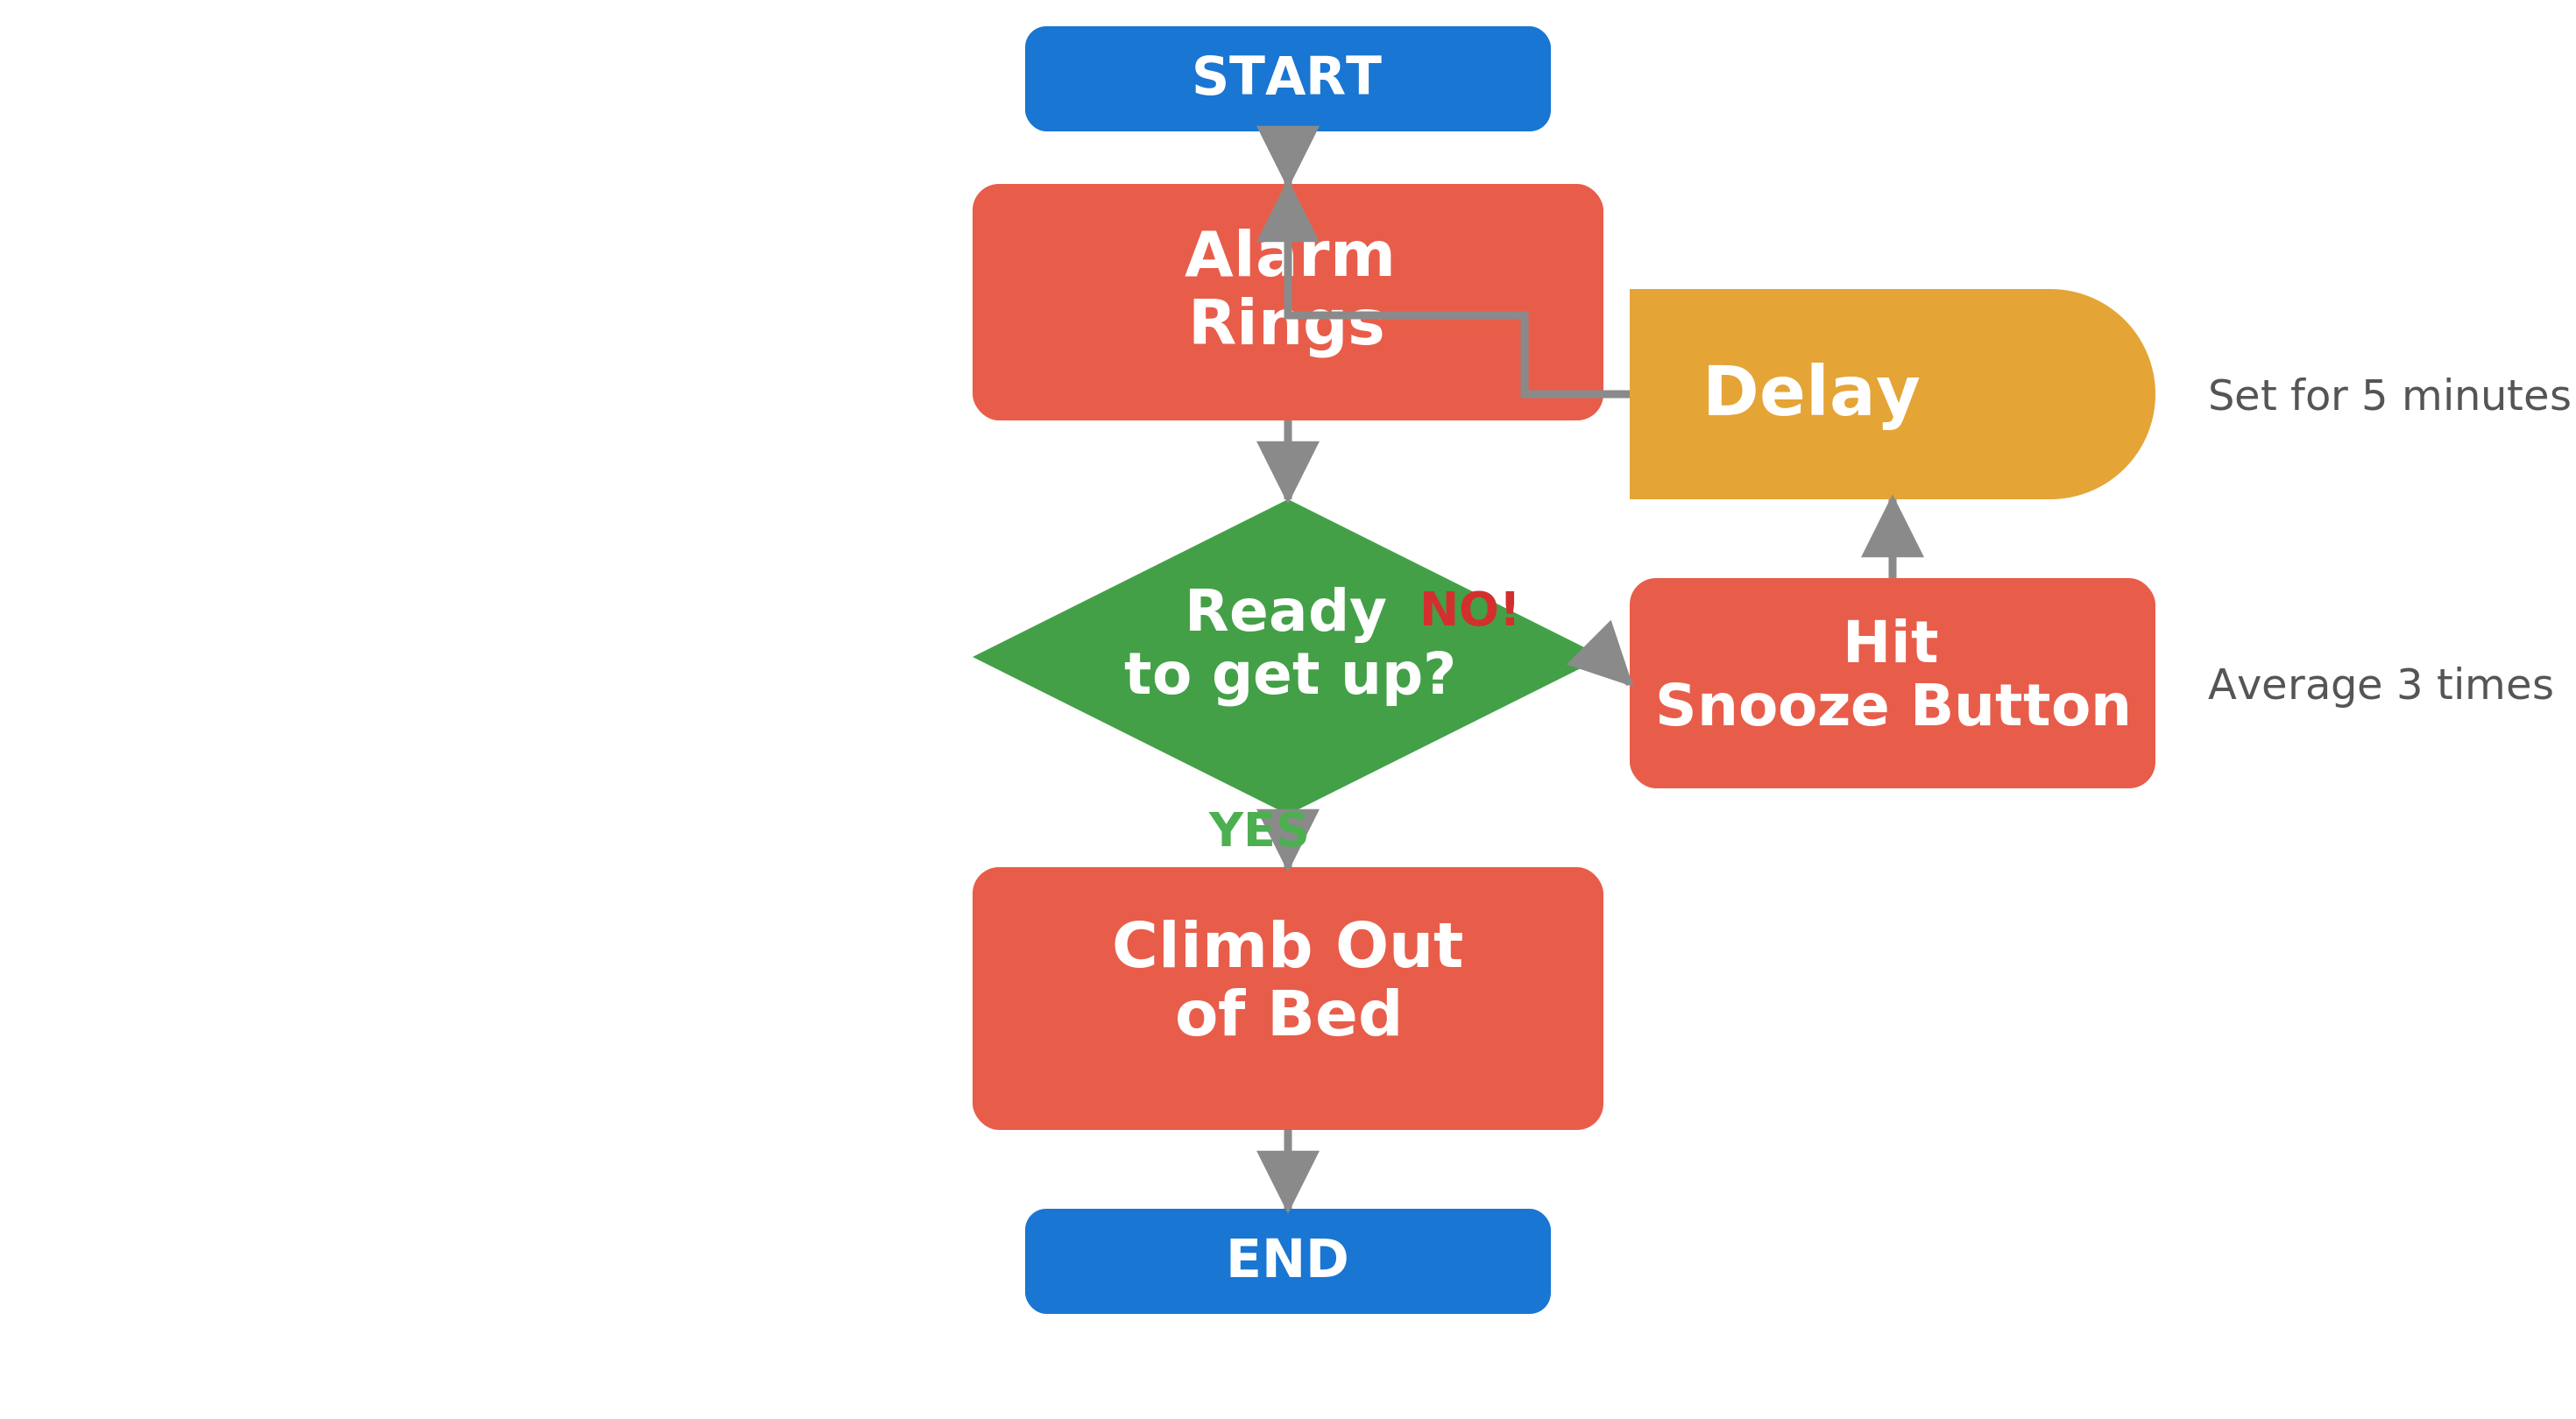 START
Alarm
Rings
Delay
Set for 5 minutes
Ready
to get up?
NO!
Hit
Snooze Button
Average 3 times
YES
Climb Out
of Bed
END